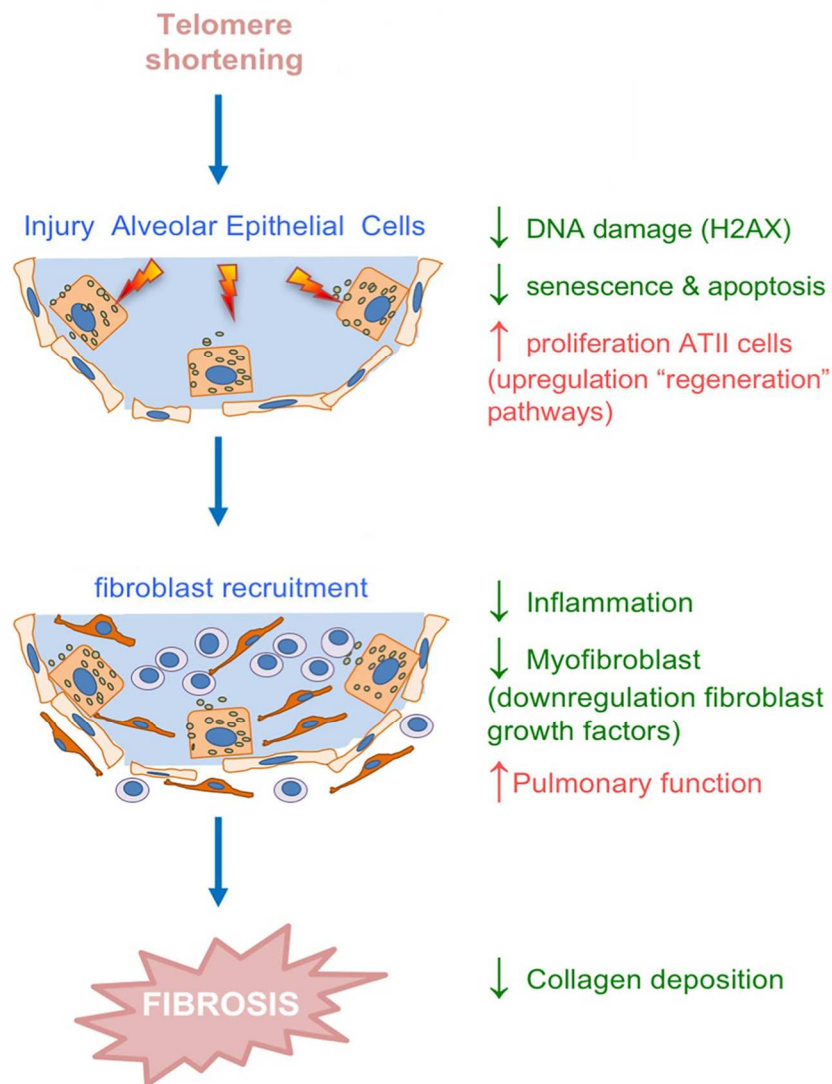 Telomere
shortening
Injury Alveolar Epithelial Cells
↓ DNA damage (H2AX)
↓ senescence & apoptosis
↑ proliferation ATII cells
(upregulation “regeneration”
pathways)
fibroblast recruitment
↓ Inflammation
↓ Myofibroblast
(downregulation fibroblast
growth factors)
↑Pulmonary function
FIBROSIS
↓ Collagen deposition